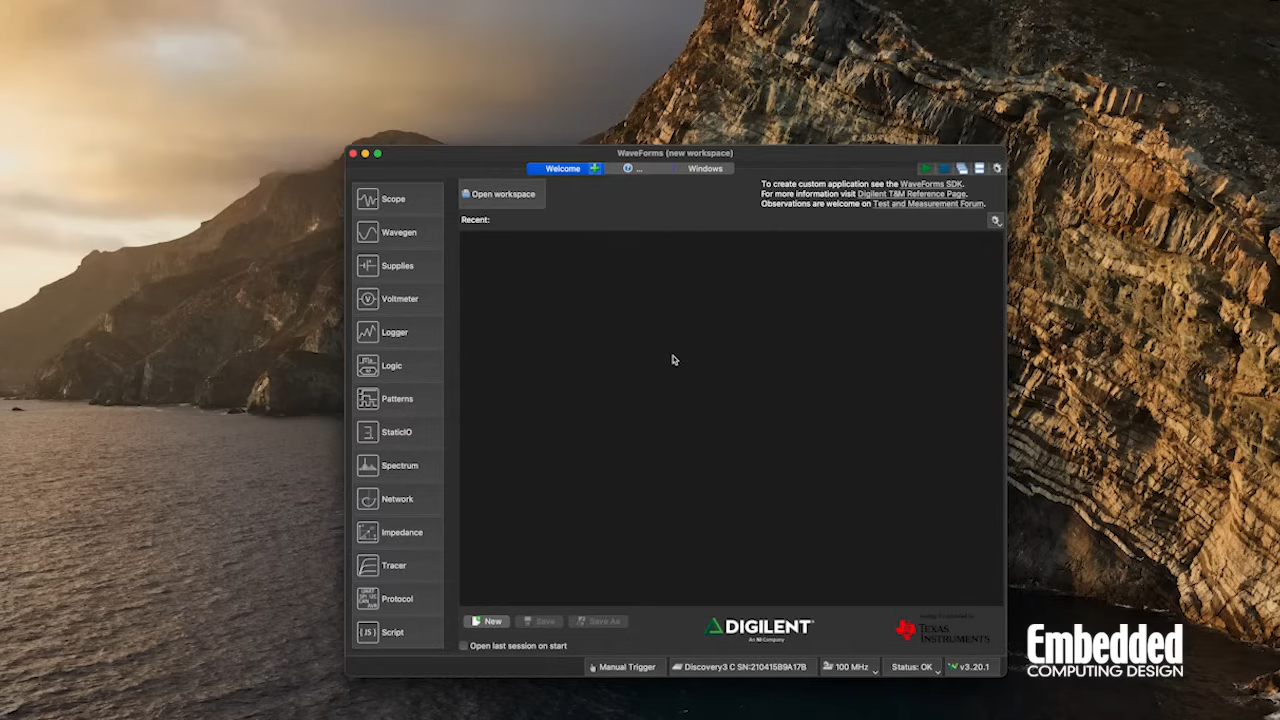 WaveForms (new workspace)
Welcome
...
Windows
Scope
Wavegen
Supplies
Voltmeter
Logger
Logic
Patterns
StaticIO
Spectrum
Network
Impedance
Tracer
Protocol
Script
Open workspace
To create custom application see the WaveForms SDK.
For more information visit Digilent T&M Reference Page.
Observations are welcome on Test and Measurement Forum.
Recent:
New
Save
Save As
DIGILENT
An NI Company
TEXAS
INSTRUMENTS
Open last session on start
Manual Trigger
Discovery3 C SN:210415B9A17B
100 MHz
Status: OK
v3.20.1
Embedded
COMPUTING DESIGN